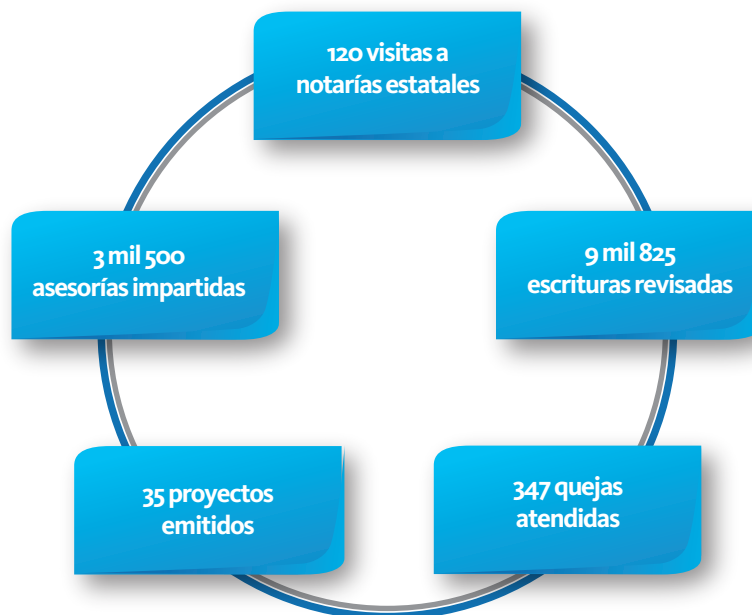 120 visitas a
notarías estatales
3 mil 500
asesorías impartidas
9 mil 825
escrituras revisadas
35 proyectos
emitidos
347 quejas
atendidas